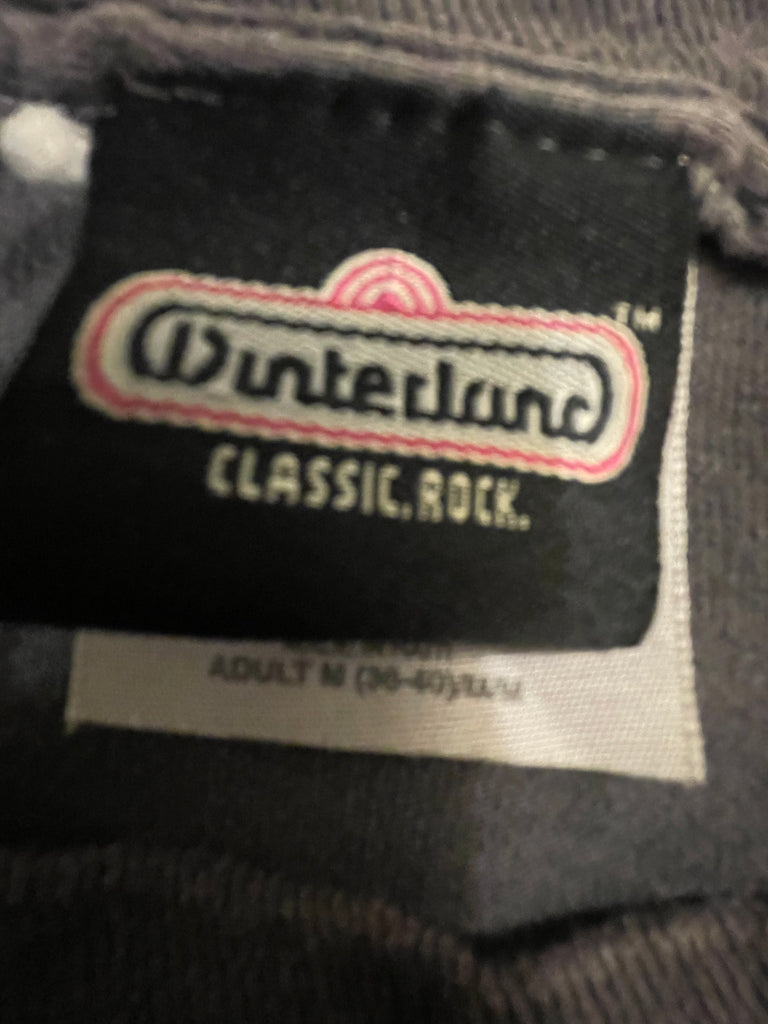 Winterland™
CLASSIC. ROCK.
ADULT M (38-40)/M/M